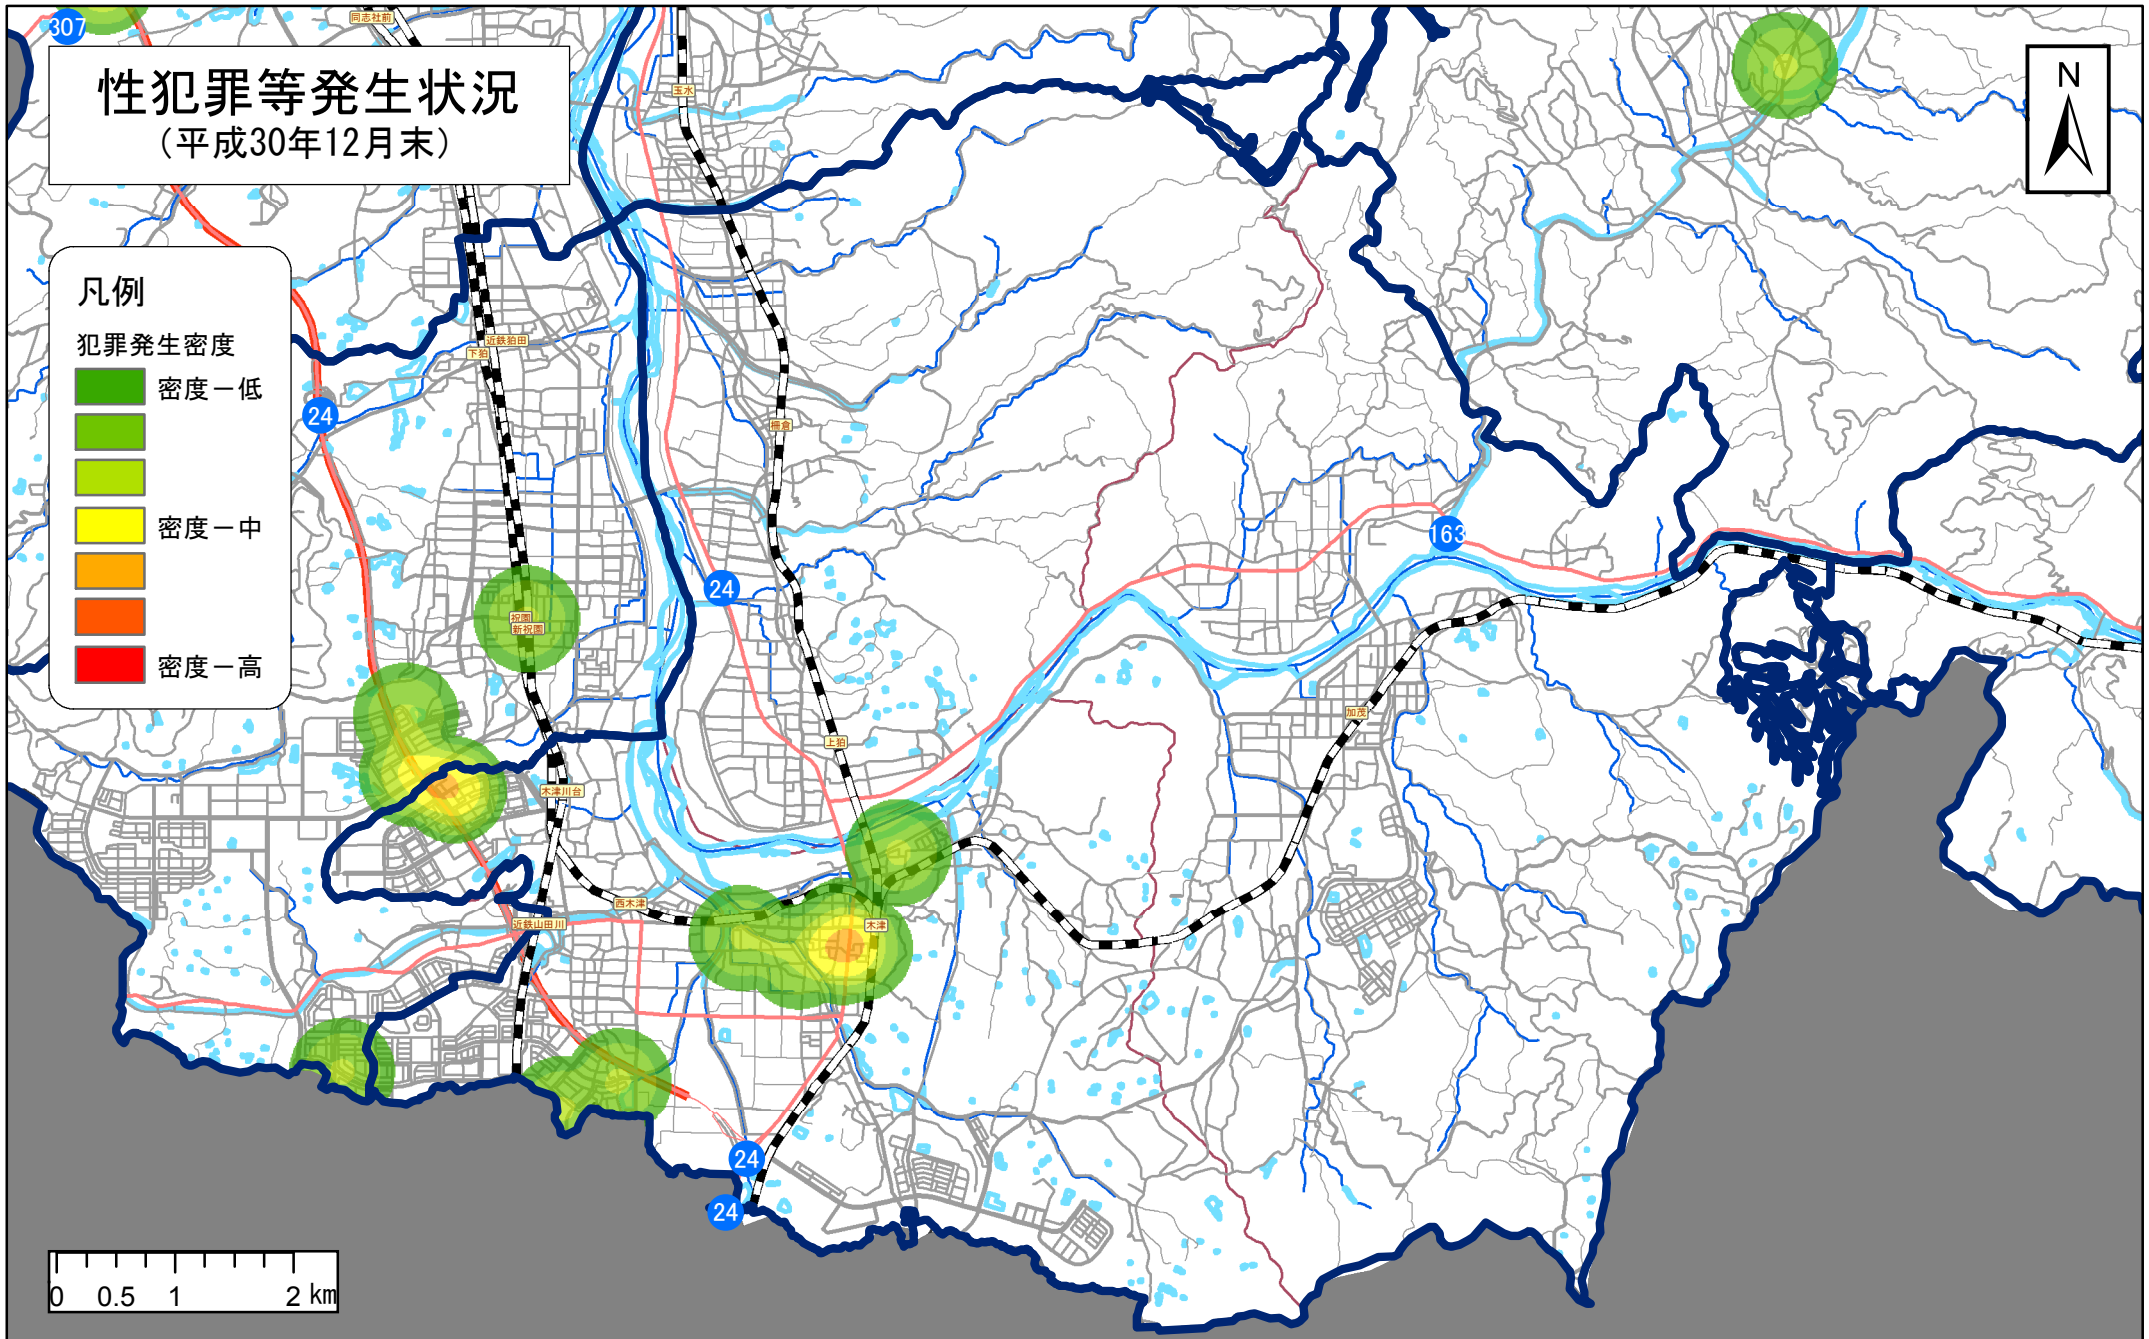 同志社前
307
性犯罪等発生状況
(平成30年12月末)
玉水
N
凡例
犯罪発生密度
密度－低
密度－中
密度－高
近鉄狛田
下狛
24
棚倉
163
24
祝園
新祝園
加茂
上狛
木津川台
西木津
木津
近鉄山田川
24
24
0 0.5 1 2 km